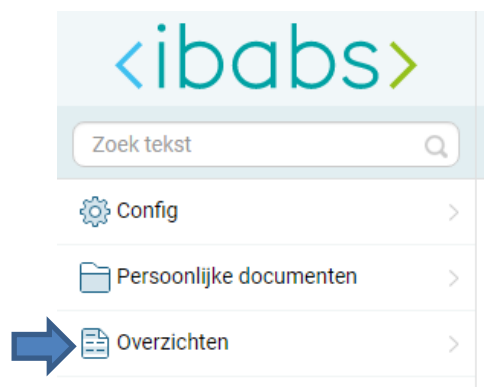 <ibabs>
Zoek tekst
Config
Persoonlijke documenten
Overzichten